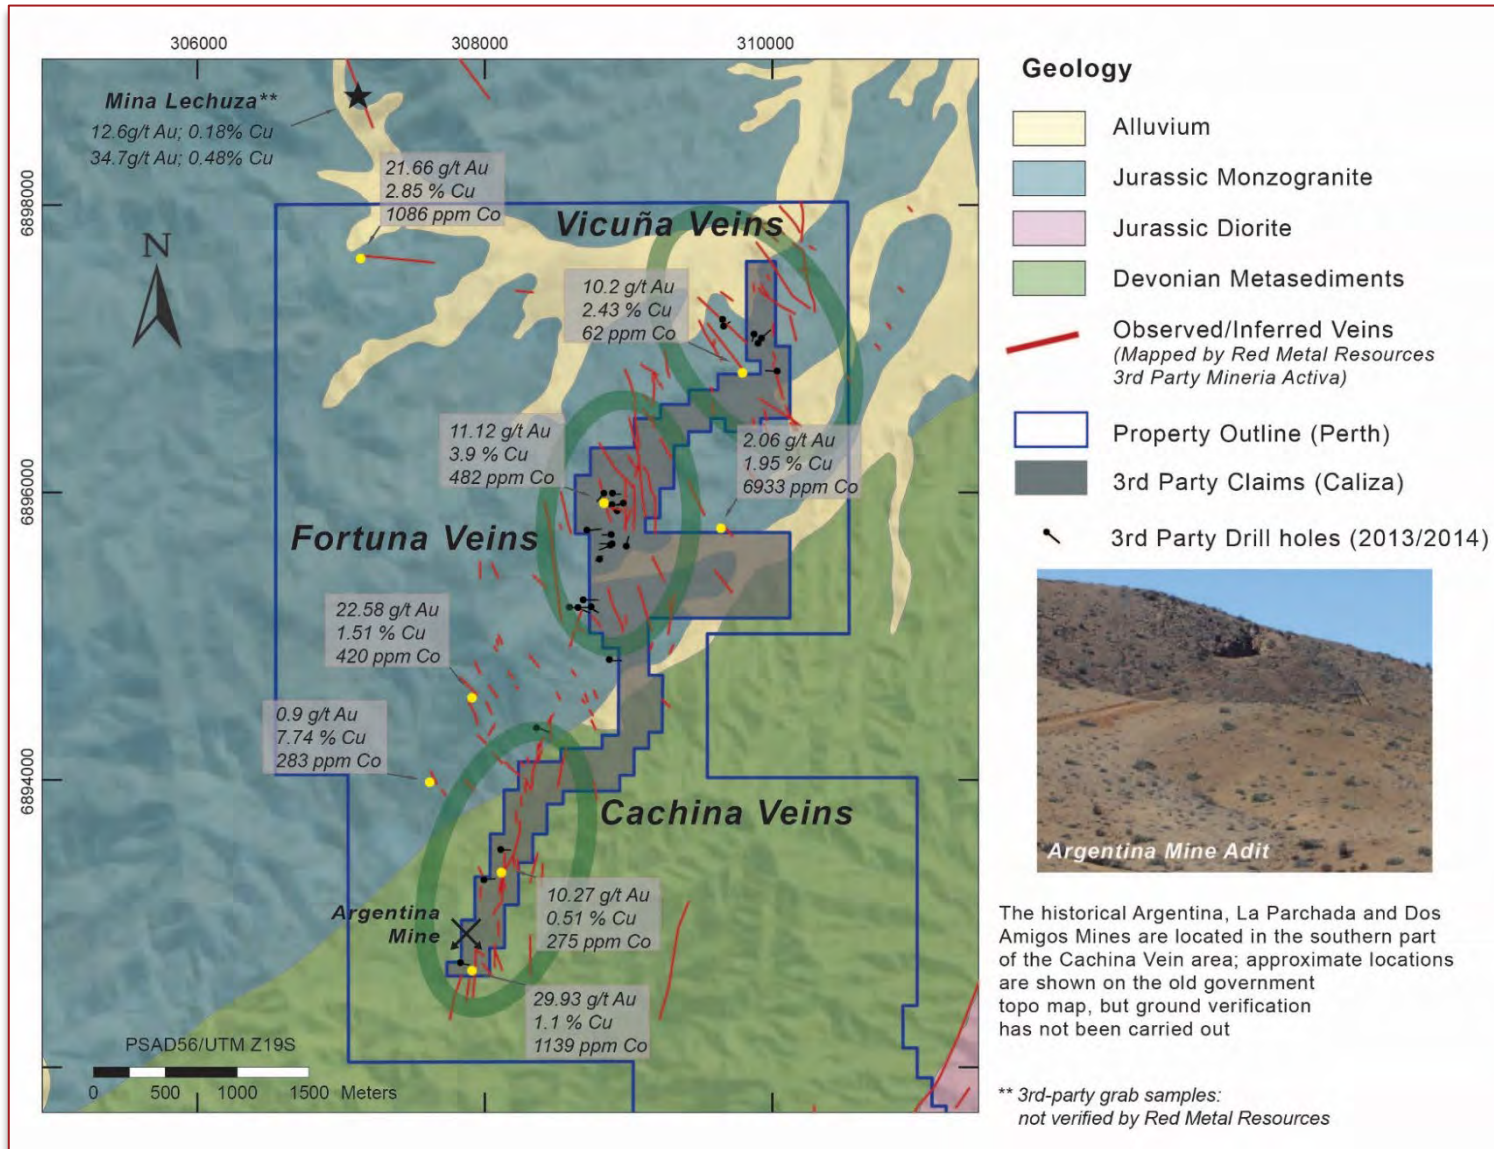 306000
308000
310000
6898000
6896000
6894000
Mina Lechuza**
12.6g/t Au; 0.18% Cu
34.7g/t Au; 0.48% Cu
21.66 g/t Au
2.85 % Cu
1086 ppm Co
N
Vicuña Veins
10.2 g/t Au
2.43 % Cu
62 ppm Co
11.12 g/t Au
3.9 % Cu
482 ppm Co
2.06 g/t Au
1.95 % Cu
6933 ppm Co
Fortuna Veins
22.58 g/t Au
1.51 % Cu
420 ppm Co
0.9 g/t Au
7.74 % Cu
283 ppm Co
Cachina Veins
Argentina
Mine
10.27 g/t Au
0.51 % Cu
275 ppm Co
29.93 g/t Au
1.1 % Cu
1139 ppm Co
PSAD56/UTM Z19S
0 500 1000 1500 Meters
Geology
Alluvium
Jurassic Monzogranite
Jurassic Diorite
Devonian Metasediments
Observed/Inferred Veins
(Mapped by Red Metal Resources
3rd Party Mineria Activa)
Property Outline (Perth)
3rd Party Claims (Caliza)
3rd Party Drill holes (2013/2014)
Argentina Mine Adit
The historical Argentina, La Parchada and Dos
Amigos Mines are located in the southern part
of the Cachina Vein area; approximate locations
are shown on the old government
topo map, but ground verification
has not been carried out
** 3rd-party grab samples:
not verified by Red Metal Resources